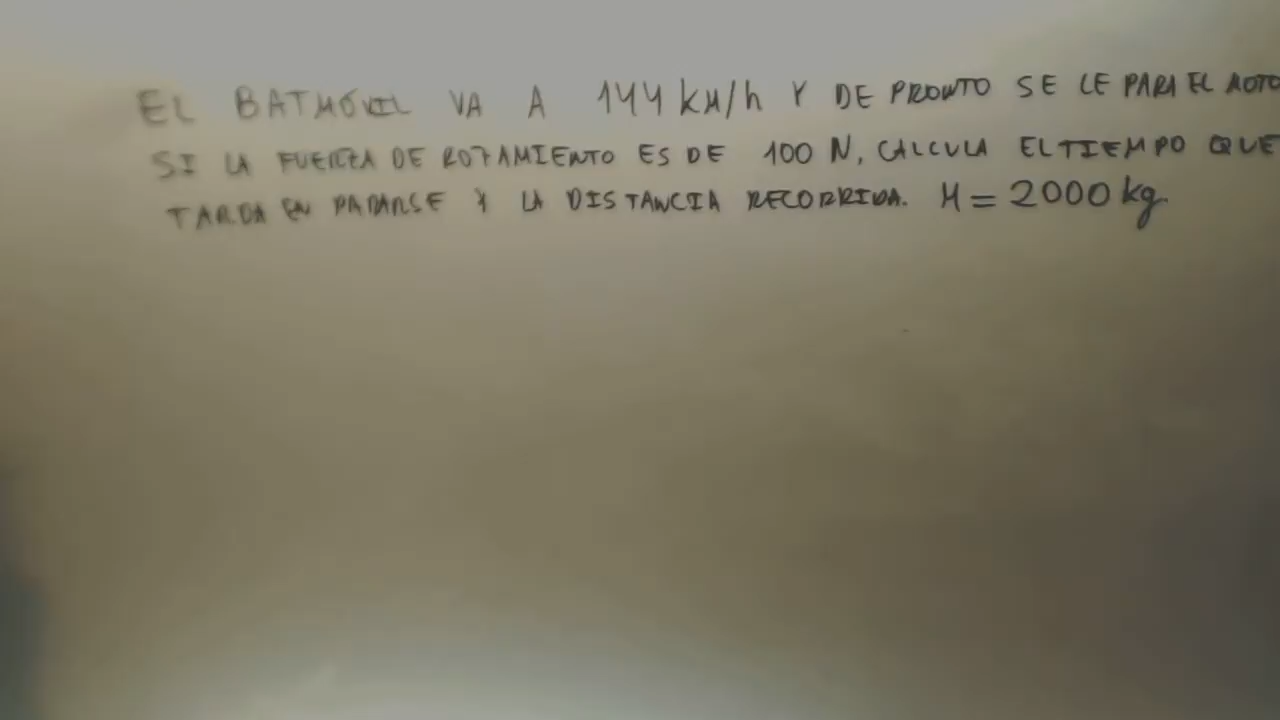 EL BATMÓVIL VA A 144 KM/h Y DE PRONTO SE LE PARA EL MOTO
SI LA FUERZA DE ROZAMIENTO ES DE 100 N, CALCULA EL TIEMPO QUE
TARDA EN PARARSE Y LA DISTANCIA RECORRIDA. M = 2000 kg.